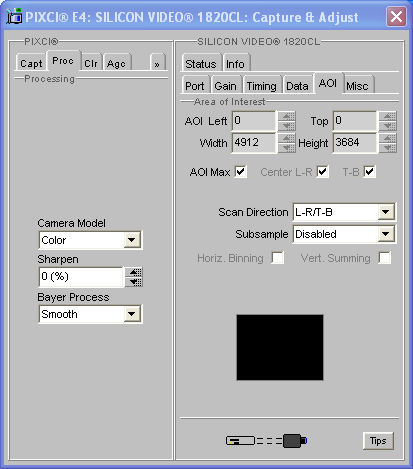 PIXCI® E4: SILICON VIDEO® 1820CL: Capture & Adjust
PIXCI®
Capt Proc Clr Agc »
Processing
Camera Model
Color
Sharpen
0 (%)
Bayer Process
Smooth
SILICON VIDEO® 1820CL
Status Info
Port Gain Timing Data AOI Misc
Area of Interest
AOI Left 0 Top 0
Width 4912 Height 3684
AOI Max Center L-R T-B
Scan Direction L-R/T-B
Subsample Disabled
Horiz. Binning Vert. Summing
Tips